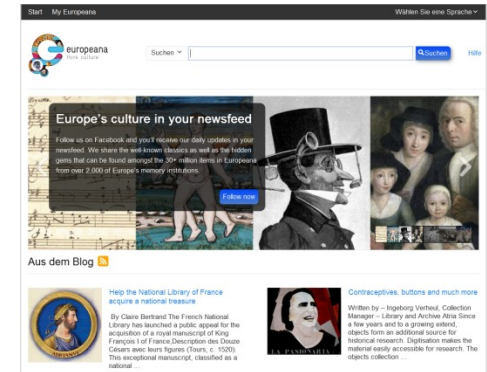 Start My Europeana Wählen Sie eine Sprache
europeana
think culture
Suchen
Suchen
Hilfe
Europe's culture in your newsfeed
Follow us on Facebook and you'll receive our daily updates in your
newsfeed. We share the well-known classics as well as the hidden
gems that can be found amongst the 30+ million items in Europeana
from over 2,000 of Europe's memory institutions.
Follow now
Aus dem Blog
Help the National Library of France
acquire a national treasure
By Claire Bertrand The French National
Library has launched a public appeal for the
acquisition of a royal manuscript of King
François I of France,Description des Douze
Césars avec leurs figures (Tours, c. 1520).
This exceptional manuscript, classified as a
national ...
LA PASIONARIA
Contraceptives, buttons and much more
Written by – Ingeborg Verheul, Collection
Manager – Library and Archive Atria Since
a few years and to a growing extend,
objects form an additional source for
historical research. Digitisation makes the
material easily accessible for research. The
objects collection ...